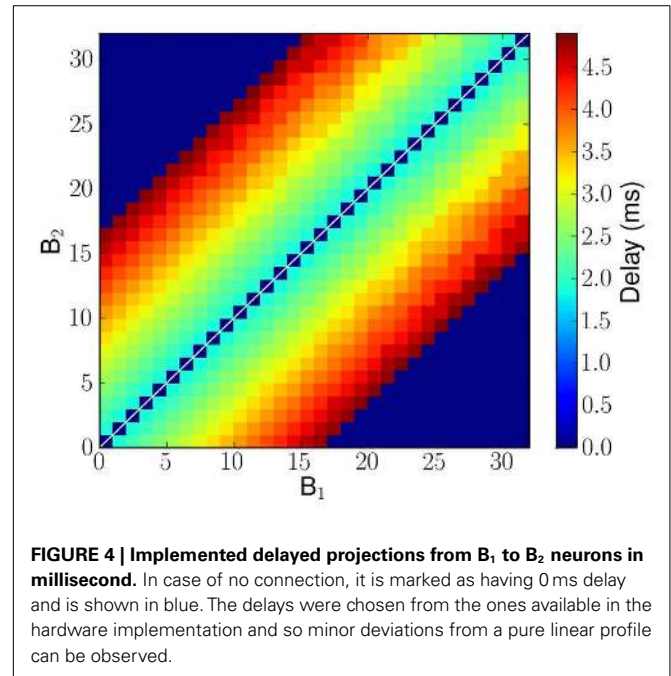 30
25
20
15
10
5
0
B₂
0 5 10 15 20 25 30
B₁
4.5
4.0
3.5
3.0
2.5
2.0
1.5
1.0
0.5
0.0
Delay (ms)
FIGURE 4 | Implemented delayed projections from B₁ to B₂ neurons in
millisecond. In case of no connection, it is marked as having 0 ms delay
and is shown in blue. The delays were chosen from the ones available in the
hardware implementation and so minor deviations from a pure linear profile
can be observed.